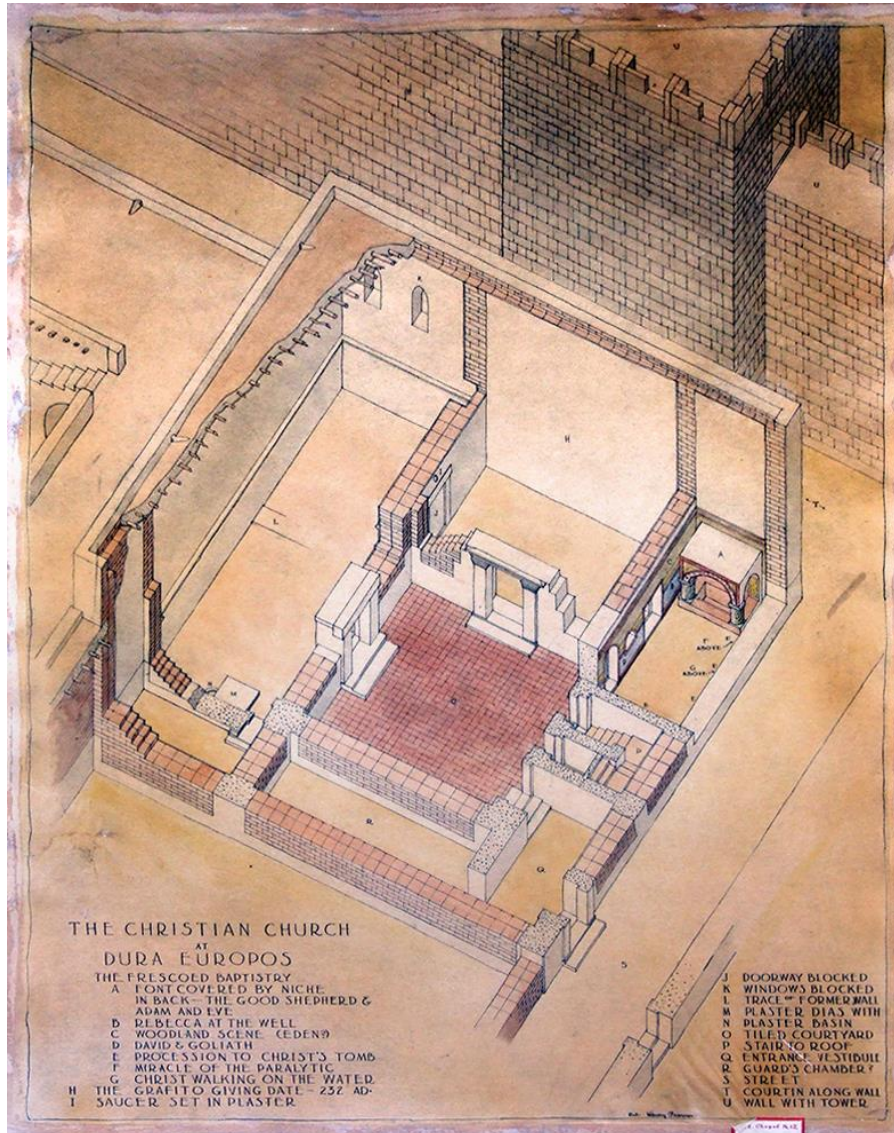 THE CHRISTIAN CHURCH
AT
DURA EUROPOS
THE FRESCOED BAPTISTRY
A FONT COVERED BY NICHE
IN BACK — THE GOOD SHEPHERD &
ADAM AND EVE
B REBECCA AT THE WELL
C WOODLAND SCENE (EDEN?)
D DAVID & GOLIATH
E PROCESSION TO CHRIST'S TOMB
F MIRACLE OF THE PARALYTIC
G CHRIST WALKING ON THE WATER
H THE GRAFITO GIVING DATE – 232 AD·
I SAUCER SET IN PLASTER
J DOORWAY BLOCKED
K WINDOWS BLOCKED
L TRACE OF FORMER WALL
M PLASTER DIAS WITH
N PLASTER BASIN
O TILED COURTYARD
P STAIR TO ROOF
Q ENTRANCE VESTIBULE
R GUARD'S CHAMBER?
S STREET
T COURTIN ALONG WALL
U WALL WITH TOWER
U
U
K
H
T
J
A
L
C
F
ABOVE
G
ABOVE
E
M
O
P
R
Q
S